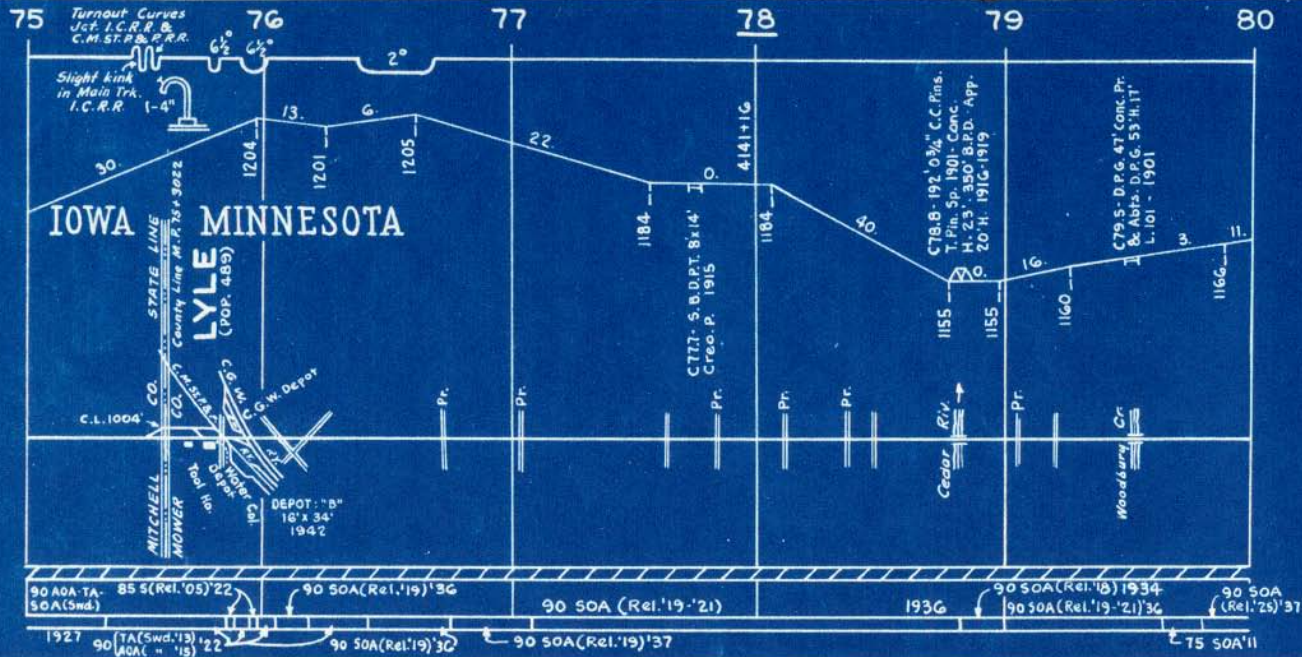 75 76 77 78 79 80
Turnout Curves
Jct. I.C.R.R. &
C.M.ST.P.& P.R.R.
6½° 6½° 2°
Slight kink
in Main Trk.
I.C.R.R.
1-4"
30. 13. 6. 22. 0. 40. 0. 16. 3. 11.
1204 1201 1205 1184 1184 1155 1155 1160 1166
4141+16
C77.7- S.B.D.P.T. 8'x14'
Creo. P. 1915
C78.8- 192' 0¾" C.C. Pins.
T. Pin. Sp. 1901- Conc.
H. 23'. 350' B.P.D. App.
20' H. 1916-1919
C79.5- D.P.G. 47' Conc. Pr.
& Abts. D.P.G. 53' H. 17'
L. 101 - 1901
IOWA MINNESOTA
STATE LINE
County Line M.P. 75+3022
LYLE
(POP. 489)
MITCHELL CO.
MOWER CO.
C.L. 1004'
C.M.ST.P.& P.
C.G.W.
C.G.W. Depot
Tool Ho.
Depot
Water Col.
DEPOT: "B"
16' X 34'
1942
Pr. Pr. Pr. Pr. Pr. Pr.
Cedar Riv.
Woodbury Cr.
90 AOA-TA-
SOA (Swd.)
85 S (Rel.'05)'22
90 SOA (Rel.'19)'36
90 SOA (Rel.'19-'21)
1936
90 SOA (Rel.'18) 1934
90 SOA (Rel.'19-'21)'36
90 SOA
(Rel.'25)'37
1927
90 TA (Swd.'13)
AOA ( " '15) '22
90 SOA (Rel.'19)'36
90 SOA (Rel.'19)'37
75 SOA'11